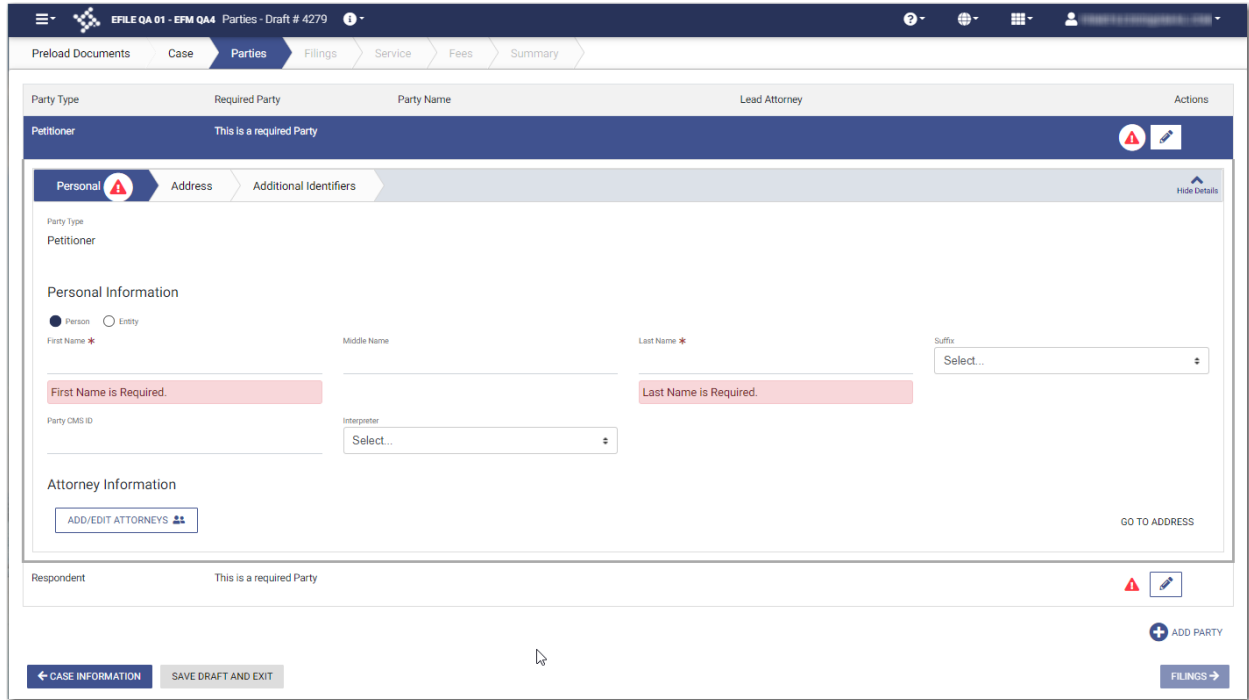 EFILE QA 01 - EFM QA4 Parties - Draft # 4279
Preload Documents Case Parties Filings Service Fees Summary
Party Type Required Party Party Name Lead Attorney Actions
Petitioner This is a required Party
Personal Address Additional Identifiers Hide Details
Party Type
Petitioner
Personal Information
Person Entity
First Name * Middle Name Last Name * Suffix
Select...
First Name is Required. Last Name is Required.
Party CMS ID Interpreter
Select...
Attorney Information
ADD/EDIT ATTORNEYS GO TO ADDRESS
Respondent This is a required Party
ADD PARTY
CASE INFORMATION SAVE DRAFT AND EXIT FILINGS